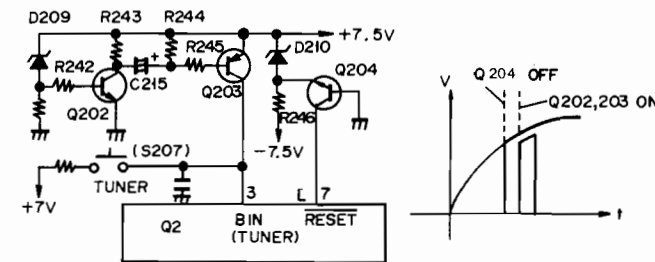 D209 R243 R244
+7.5V
R245 D210
R242 Q204
C215 +
Q202 Q203
R246
-7.5V
(S207)
TUNER
+7V
3 7
Q2 BIN RESET
(TUNER)
V Q204 OFF
Q202,203 ON
t